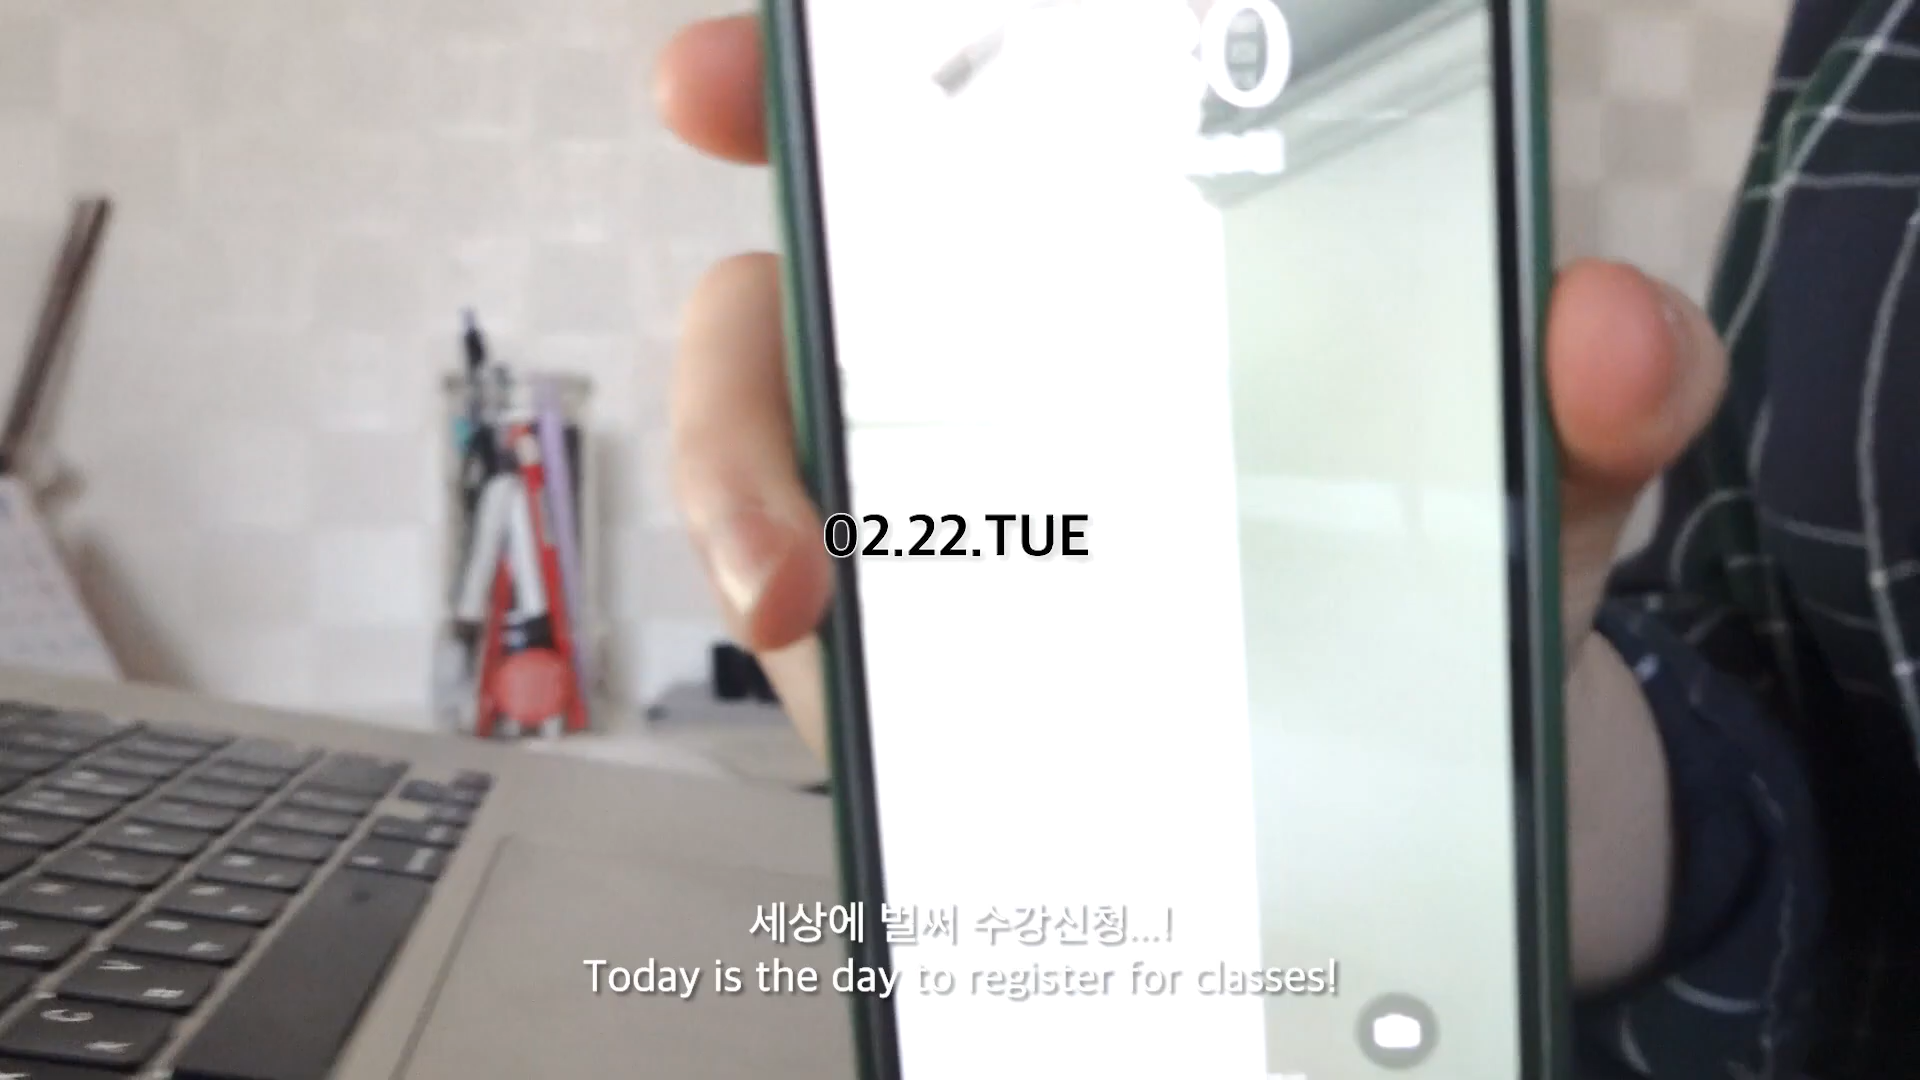 0
02.22.TUE
세상에 벌써 수강신청...!
Today is the day to register for classes!